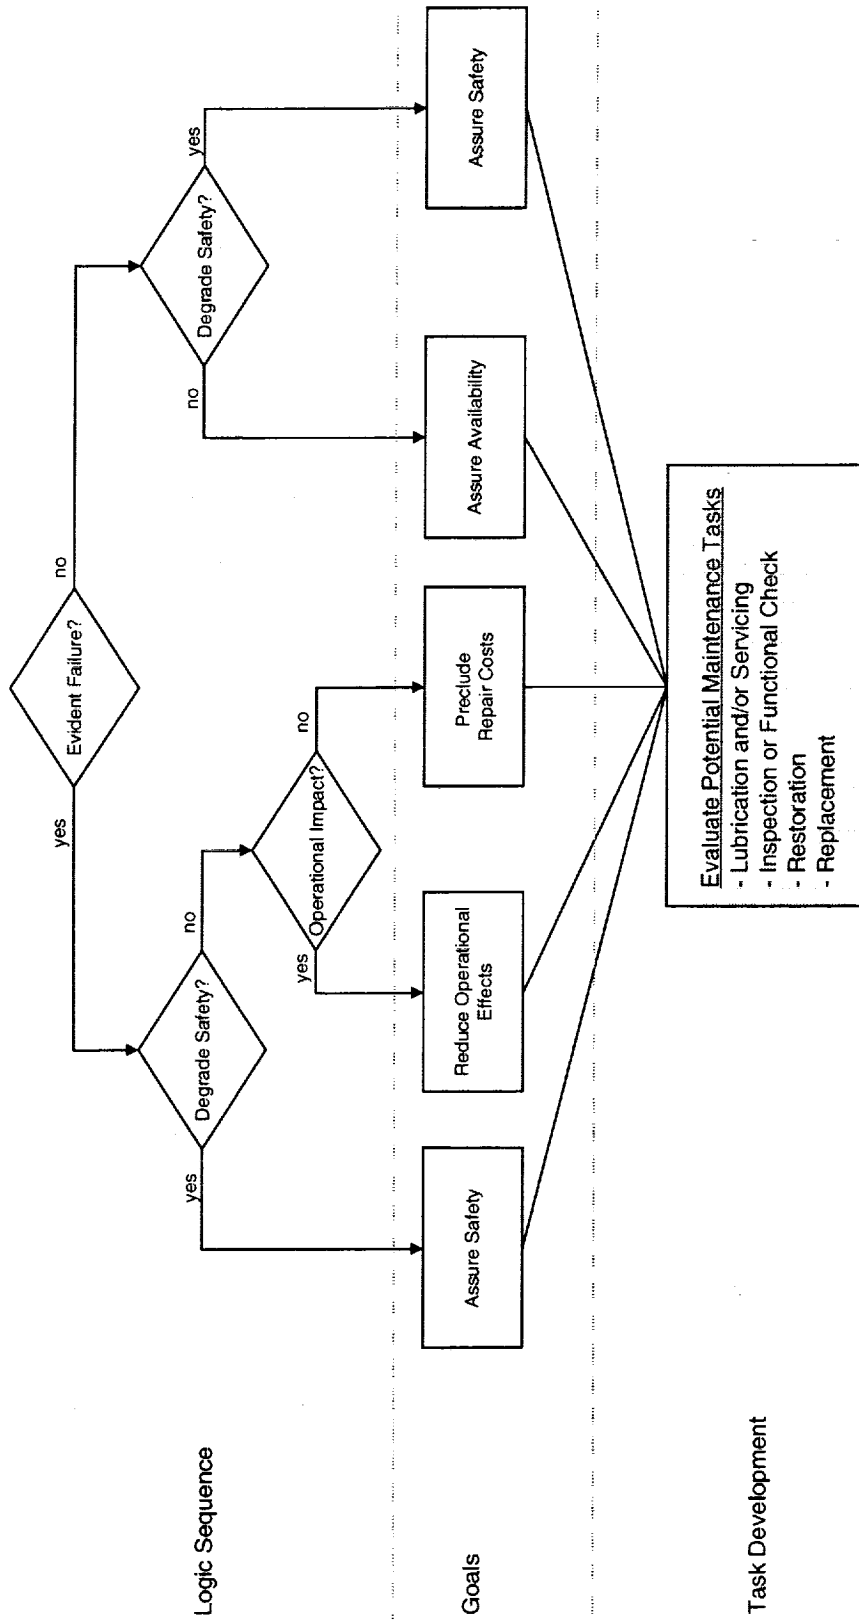 Logic Sequence
Evident Failure?
yes
no
Degrade Safety?
yes
no
Operational Impact?
yes
no
Degrade Safety?
no
yes
Goals
Assure Safety
Reduce Operational
Effects
Preclude
Repair Costs
Assure Availability
Assure Safety
Task Development
Evaluate Potential Maintenance Tasks
- Lubrication and/or Servicing
- Inspection or Functional Check
- Restoration
- Replacement